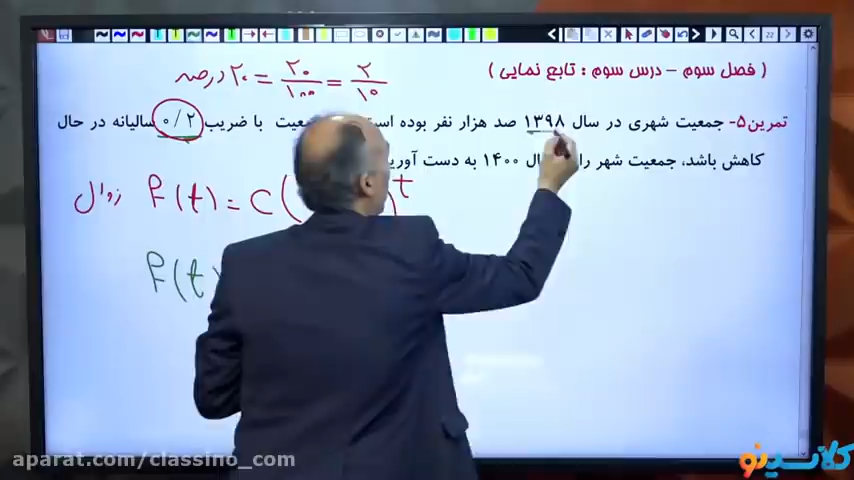 ( فصل سوم - درس سوم : تابع نمایی )
۲۰ درصد = ۲۰/۱۰۰ = ۲/۱۰
تمرین۵- جمعیت شهری در سال ۱۳۹۸ صد هزار نفر بوده است با ضریب ۰/۲ سالیانه در حال
کاهش باشد، جمعیت شهر را ۱۴۰۰ به دست آورید
زوال f(t) = C( )t
f(t)
aparat.com/classino_com
کلاسینو